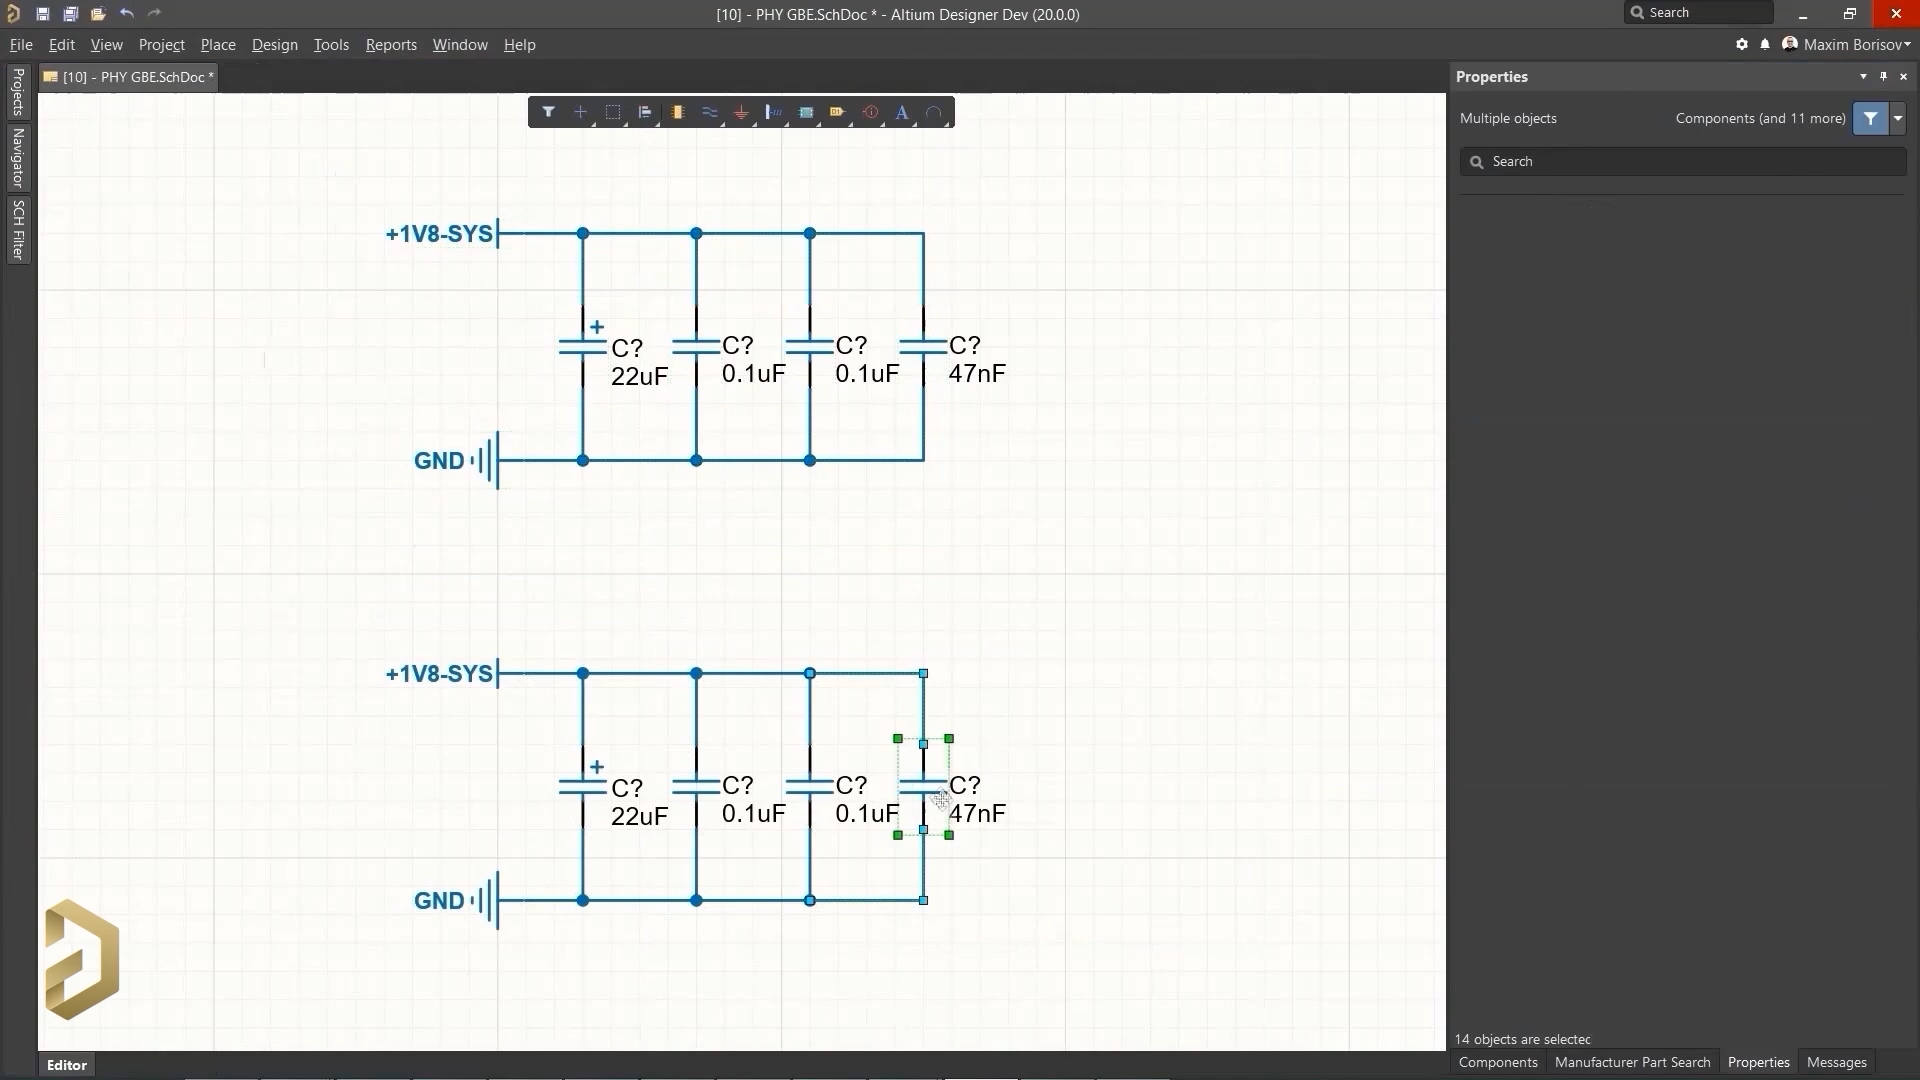 [10] - PHY GBE.SchDoc * - Altium Designer Dev (20.0.0)
Search
File Edit View Project Place Design Tools Reports Window Help
Maxim Borisov
Projects
Navigator
SCH Filter
[10] - PHY GBE.SchDoc *
D1
A
Properties
Multiple objects
Components (and 11 more)
Search
+1V8-SYS
+
C?
22uF
C?
0.1uF
C?
0.1uF
C?
47nF
GND
+1V8-SYS
+
C?
22uF
C?
0.1uF
C?
0.1uF
C?
47nF
GND
14 objects are selected
Editor
Components Manufacturer Part Search Properties Messages